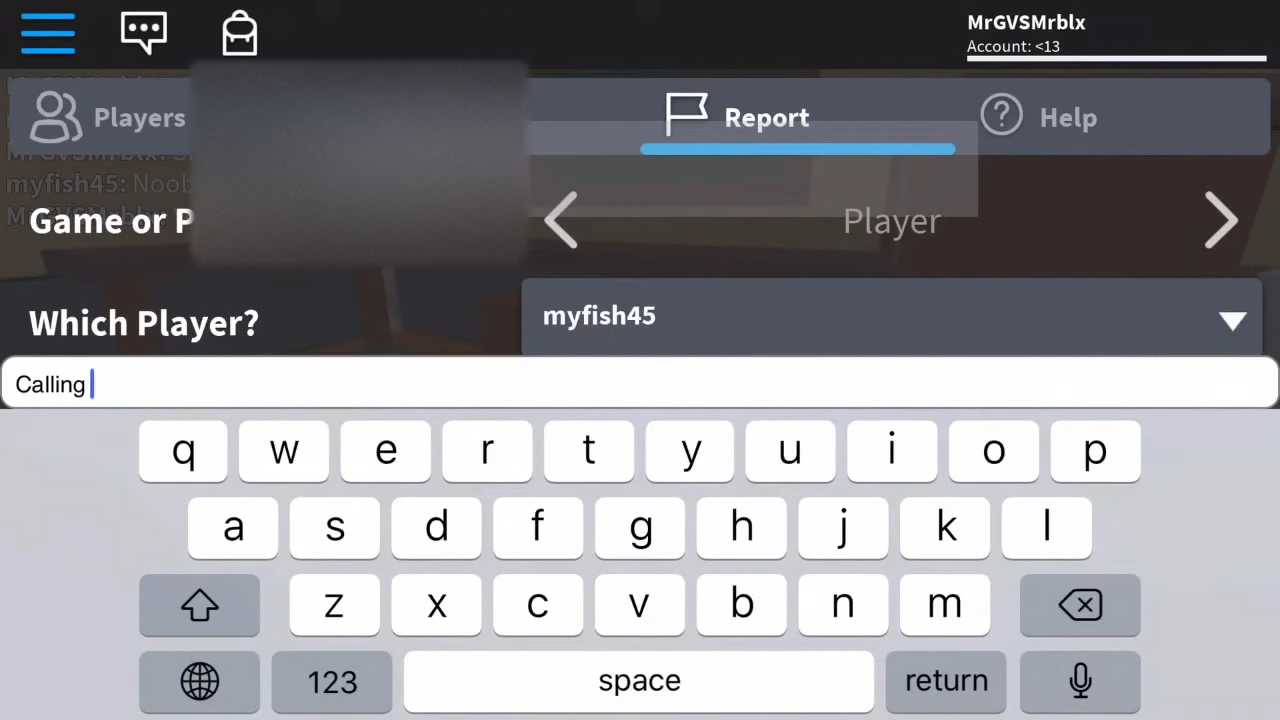 MrGVSMrblx
Account: <13
Players
Report
Help
myfish45: Noob
Game or P
Player
Which Player?
myfish45
Calling
q w e r t y u i o p
a s d f g h j k l
z x c v b n m
123 space return